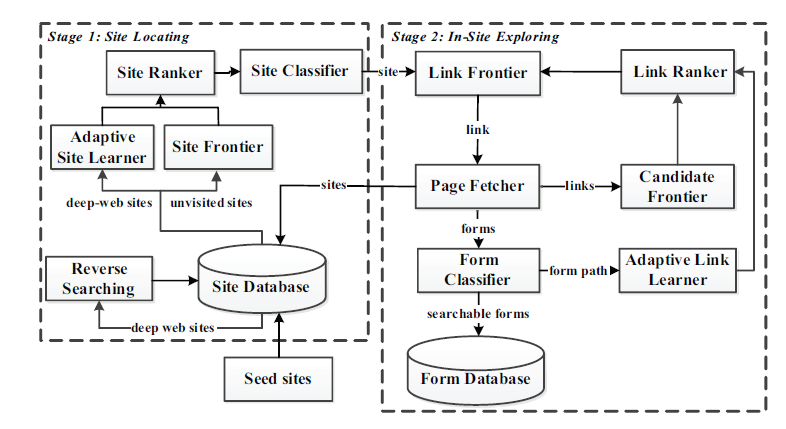 Stage 1: Site Locating
Site Ranker
Site Classifier
Adaptive
Site Learner
Site Frontier
deep-web sites
unvisited sites
Reverse
Searching
Site Database
deep web sites
Seed sites
site
sites
Stage 2: In-Site Exploring
Link Frontier
Link Ranker
link
Page Fetcher
links
Candidate
Frontier
forms
Form
Classifier
form path
Adaptive Link
Learner
searchable forms
Form Database